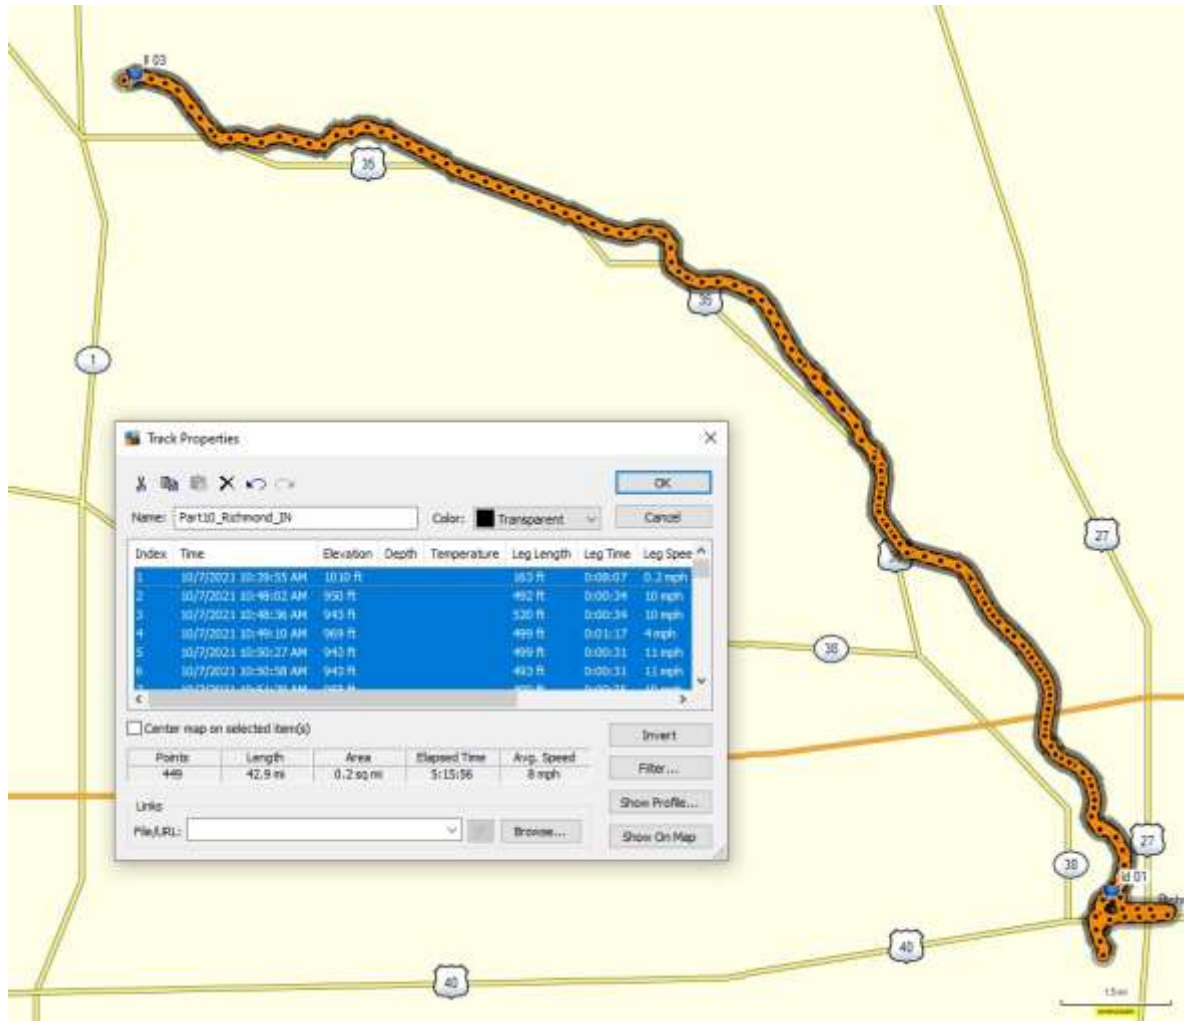 ll 03
35
35
1
27
Track Properties
OK
Name: Part10_Richmond_IN Color: Transparent Cancel
Index Time Elevation Depth Temperature Leg Length Leg Time Leg Spee
1 10/7/2021 10:39:55 AM 1010 ft 163 ft 0:08:07 0.2 mph
2 10/7/2021 10:48:02 AM 950 ft 492 ft 0:00:34 10 mph
3 10/7/2021 10:48:36 AM 943 ft 520 ft 0:00:34 10 mph
4 10/7/2021 10:49:10 AM 969 ft 499 ft 0:01:17 4 mph
5 10/7/2021 10:50:27 AM 943 ft 499 ft 0:00:31 11 mph
6 10/7/2021 10:50:58 AM 943 ft 493 ft 0:00:31 11 mph
38
Center map on selected item(s) Invert
Points Length Area Elapsed Time Avg. Speed
449 42.9 mi 0.2 sq mi 5:15:56 8 mph
Filter...
Links
Show Profile...
File/URL: Browse... Show On Map
27
38
ld 01
40
40
1.5 mi